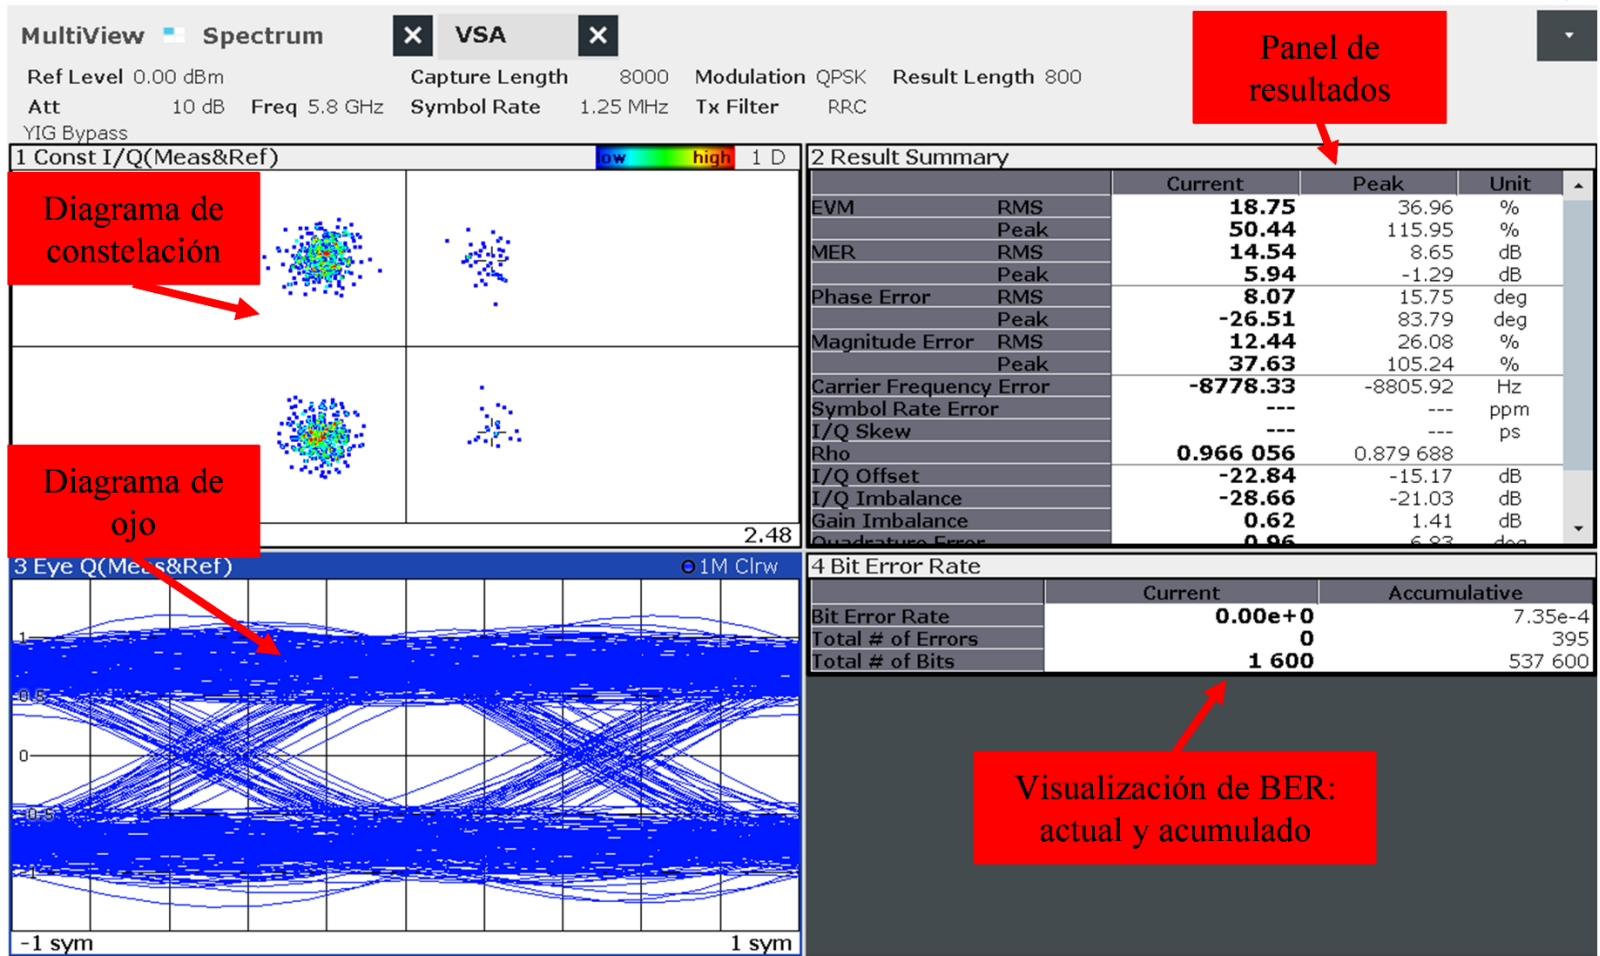 MultiView Spectrum VSA
Ref Level 0.00 dBm Capture Length 8000 Modulation QPSK Result Length 800
Att 10 dB Freq 5.8 GHz Symbol Rate 1.25 MHz Tx Filter RRC
YIG Bypass
Panel de
resultados
1 Const I/Q(Meas&Ref) low high 1 D
Diagrama de
constelación
2.48
2 Result Summary
Current Peak Unit
EVM RMS 18.75 36.96 %
Peak 50.44 115.95 %
MER RMS 14.54 8.65 dB
Peak 5.94 -1.29 dB
Phase Error RMS 8.07 15.75 deg
Peak -26.51 83.79 deg
Magnitude Error RMS 12.44 26.08 %
Peak 37.63 105.24 %
Carrier Frequency Error -8778.33 -8805.92 Hz
Symbol Rate Error --- --- ppm
I/Q Skew --- --- ps
Rho 0.966 056 0.879 688
I/Q Offset -22.84 -15.17 dB
I/Q Imbalance -28.66 -21.03 dB
Gain Imbalance 0.62 1.41 dB
Quadrature Error 0.96 6.83 deg
Diagrama de
ojo
3 Eye Q(Meas&Ref) 1M Clrw
1
0.5
0
-0.5
-1
-1 sym 1 sym
4 Bit Error Rate
Current Accumulative
Bit Error Rate 0.00e+0 7.35e-4
Total # of Errors 0 395
Total # of Bits 1 600 537 600
Visualización de BER:
actual y acumulado